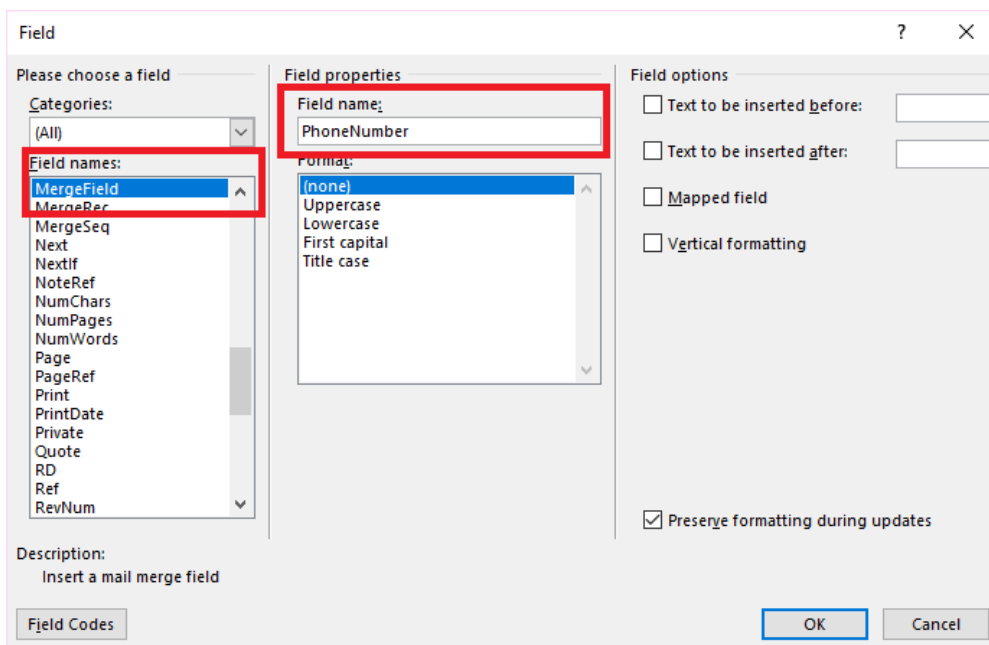 Field
?
Please choose a field
Categories:
(All)
Field names:
MergeField
MergeRec
MergeSeq
Next
NextIf
NoteRef
NumChars
NumPages
NumWords
Page
PageRef
Print
PrintDate
Private
Quote
RD
Ref
RevNum
Field properties
Field name:
PhoneNumber
Format:
(none)
Uppercase
Lowercase
First capital
Title case
Field options
Text to be inserted before:
Text to be inserted after:
Mapped field
Vertical formatting
Preserve formatting during updates
Description:
Insert a mail merge field
Field Codes
OK
Cancel